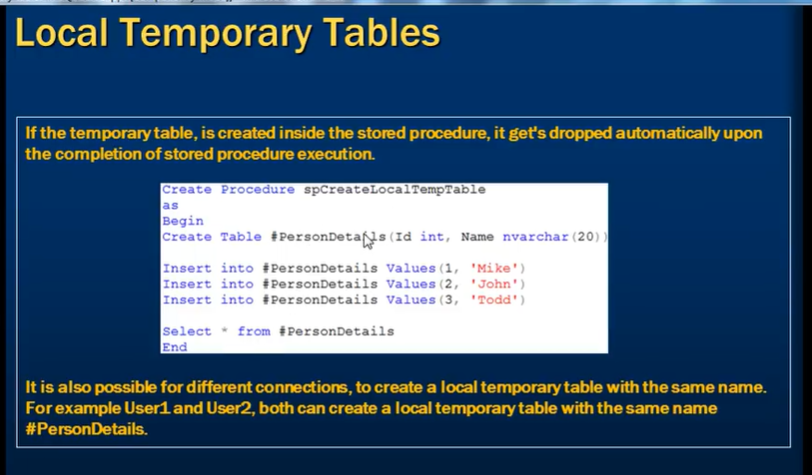 Local Temporary Tables
If the temporary table, is created inside the stored procedure, it get's dropped automatically upon
the completion of stored procedure execution.
Create Procedure spCreateLocalTempTable
as
Begin
Create Table #PersonDetails(Id int, Name nvarchar(20))
Insert into #PersonDetails Values(1, 'Mike')
Insert into #PersonDetails Values(2, 'John')
Insert into #PersonDetails Values(3, 'Todd')
Select * from #PersonDetails
End
It is also possible for different connections, to create a local temporary table with the same name.
For example User1 and User2, both can create a local temporary table with the same name
#PersonDetails.